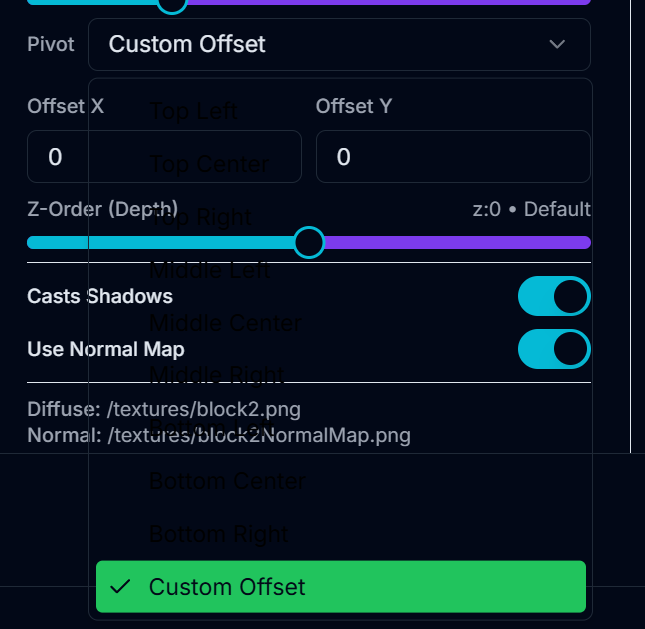 Pivot
Custom Offset
Offset X
Offset Y
Top Left
0
0
Top Center
Z-Order (Depth)
z:0 • Default
Top Right
Middle Left
Casts Shadows
Middle Center
Use Normal Map
Middle Right
Diffuse: /textures/block2.png
Bottom Left
Normal: /textures/block2NormalMap.png
Bottom Center
Bottom Right
Custom Offset